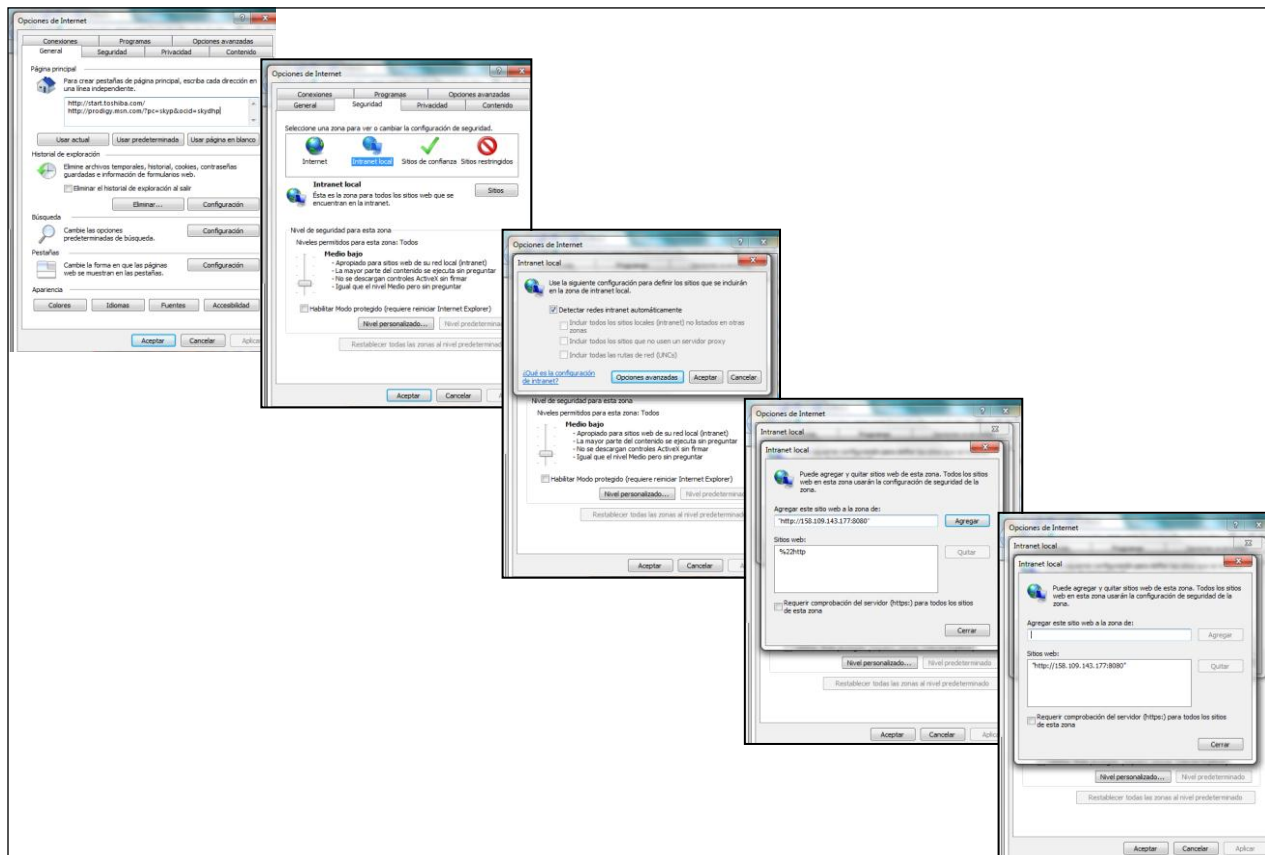 Opciones de Internet
Conexiones Programas Opciones avanzadas
General Seguridad Privacidad Contenido
Página principal
Para crear pestañas de página principal, escriba cada dirección en
una línea independiente.
http://start.toshiba.com/
http://prodigy.msn.com/?pc=skyp&ocid=skydhp
Usar actual Usar predeterminada Usar página en blanco
Historial de exploración
Elimine archivos temporales, historial, cookies, contraseñas
guardadas e información de formularios web.
Eliminar el historial de exploración al salir
Eliminar... Configuración
Búsqueda
Cambie las opciones
predeterminadas de búsqueda.
Configuración
Pestañas
Cambie la forma en que las páginas
web se muestran en las pestañas.
Configuración
Apariencia
Colores Idiomas Fuentes Accesibilidad
Aceptar Cancelar Aplicar
Opciones de Internet
Conexiones Programas Opciones avanzadas
General Seguridad Privacidad Contenido
Seleccione una zona para ver o cambiar la configuración de seguridad.
Internet Intranet local Sitios de confianza Sitios restringidos
Intranet local
Ésta es la zona para todos los sitios web que se
encuentran en la intranet.
Sitios
Nivel de seguridad para esta zona
Niveles permitidos para esta zona: Todos
Medio bajo
- Apropiado para sitios web de su red local (intranet)
- La mayor parte del contenido se ejecuta sin preguntar
- No se descargan controles ActiveX sin firmar
- Igual que el nivel Medio pero sin preguntar
Habilitar Modo protegido (requiere reiniciar Internet Explorer)
Nivel personalizado... Nivel predeterminad
Restablecer todas las zonas al nivel predeterminad
Aceptar Cancelar A
Opciones de Internet
Intranet local
Use la siguiente configuración para definir los sitios que se incluirán
en la zona de intranet local.
Detectar redes intranet automáticamente
Incluir todos los sitios locales (intranet) no listados en otras
zonas
Incluir todos los sitios que no usen un servidor proxy
Incluir todas las rutas de red (UNCs)
¿Qué es la configuración
de intranet?
Opciones avanzadas Aceptar Cancelar
Nivel de seguridad para esta zona
Niveles permitidos para esta zona: Todos
Medio bajo
- Apropiado para sitios web de su red local (intranet)
- La mayor parte del contenido se ejecuta sin preguntar
- No se descargan controles ActiveX sin firmar
- Igual que el nivel Medio pero sin preguntar
Habilitar Modo protegido (requiere reiniciar Internet Explorer)
Nivel personalizado... Nivel predeterminad
Restablecer todas las zonas al nivel predeterminad
Aceptar Cancelar A
Opciones de Internet
Intranet local
Intranet local
Puede agregar y quitar sitios web de esta zona. Todos los sitios
web en esta zona usarán la configuración de seguridad de la
zona.
Agregar este sitio web a la zona de:
"http://158.109.143.177:8080" Agregar
Sitios web:
%22http Quitar
Requerir comprobación del servidor (https:) para todos los sitios
de esta zona
Cerrar
Nivel personalizado... Nivel predeterminado
Restablecer todas las zonas al nivel predeterminado
Aceptar Cancelar Aplic
Opciones de Internet
Intranet local
Intranet local
Puede agregar y quitar sitios web de esta zona. Todos los sitios
web en esta zona usarán la configuración de seguridad de la
zona.
Agregar este sitio web a la zona de:
Agregar
Sitios web:
"http://158.109.143.177:8080" Quitar
Requerir comprobación del servidor (https:) para todos los sitios
de esta zona
Cerrar
Nivel personalizado... Nivel predeterminado
Restablecer todas las zonas al nivel predeterminado
Aceptar Cancelar Aplicar